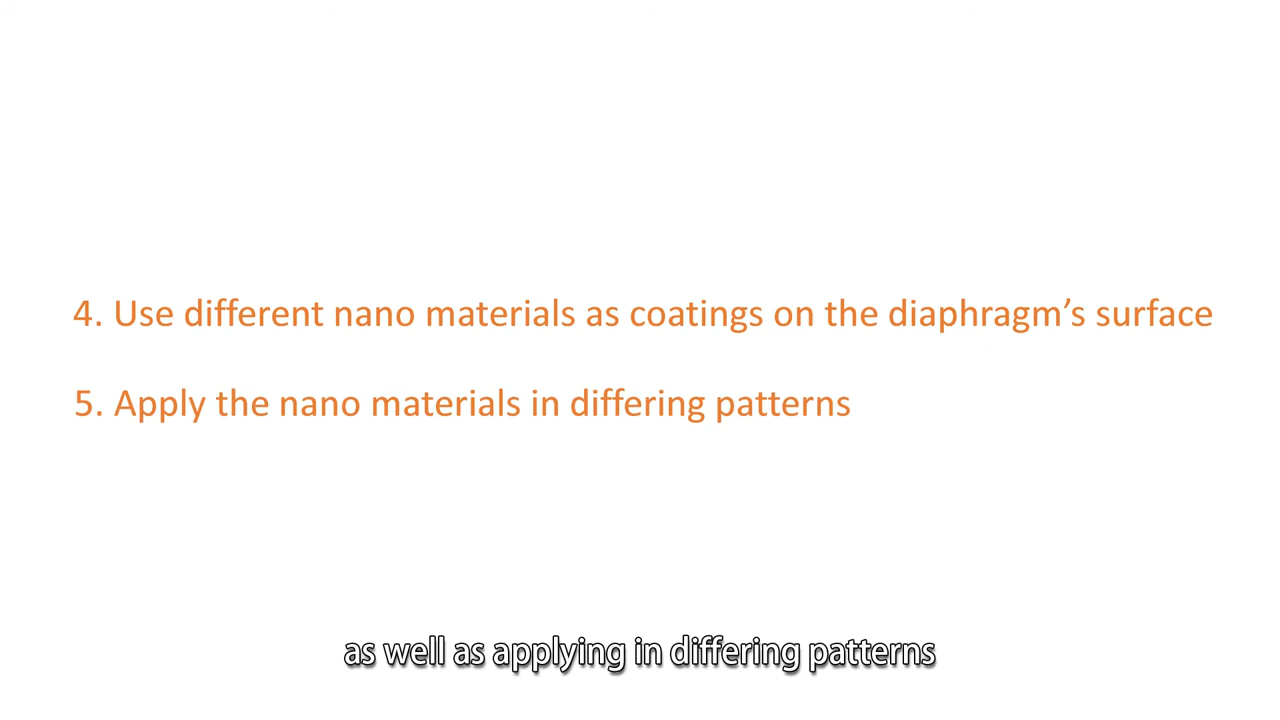 4. Use different nano materials as coatings on the diaphragm’s surface
5. Apply the nano materials in differing patterns
as well as applying in differing patterns